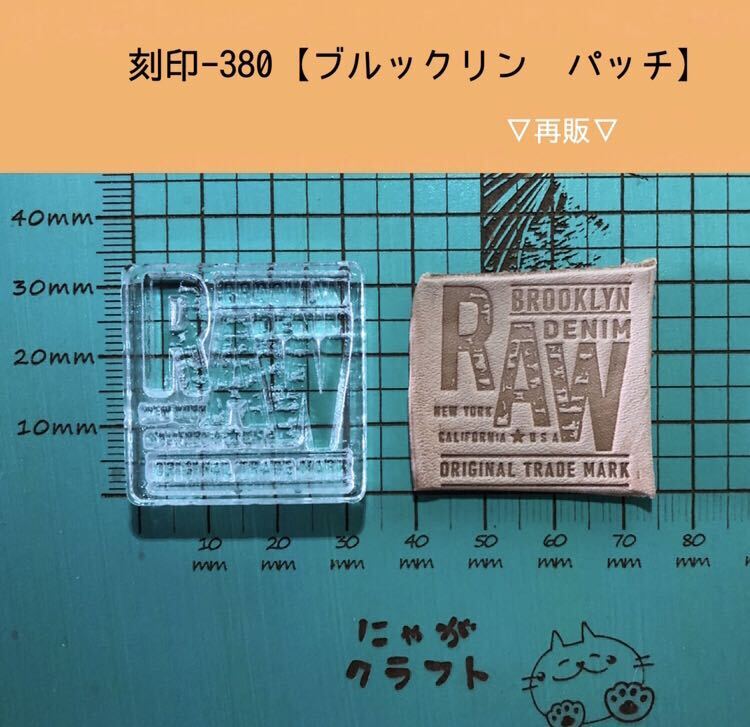 刻印-380【ブルックリン　パッチ】
▽再販▽
40mm
30mm
20mm
10mm
BROOKLYN
DENIM
RAW
NEW YORK
CALIFORNIA★USA
ORIGINAL TRADE MARK
10 20 30 40 50 60 70 80
mm mm mm mm mm mm mm mm
にゃが
クラフト